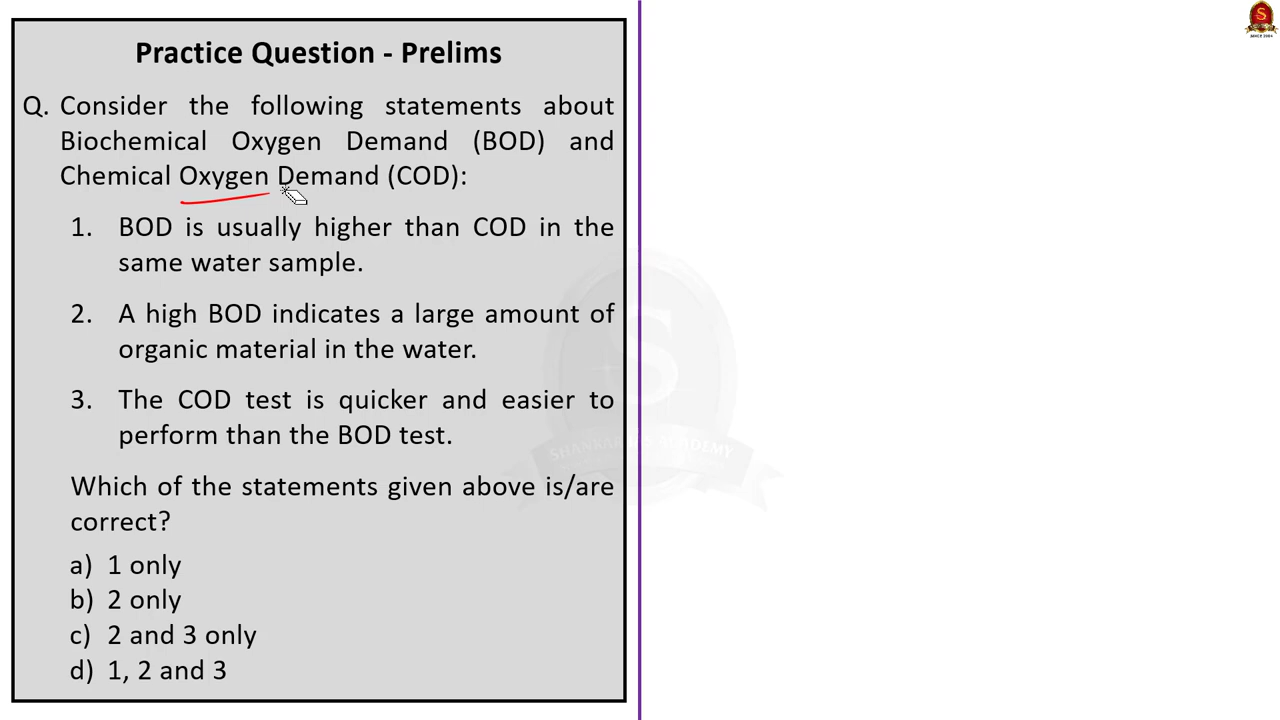 Practice Question - Prelims
Q. Consider the following statements about
Biochemical Oxygen Demand (BOD) and
Chemical Oxygen Demand (COD):
1. BOD is usually higher than COD in the
same water sample.
2. A high BOD indicates a large amount of
organic material in the water.
3. The COD test is quicker and easier to
perform than the BOD test.
Which of the statements given above is/are
correct?
a) 1 only
b) 2 only
c) 2 and 3 only
d) 1, 2 and 3
S
SINCE 2004
S